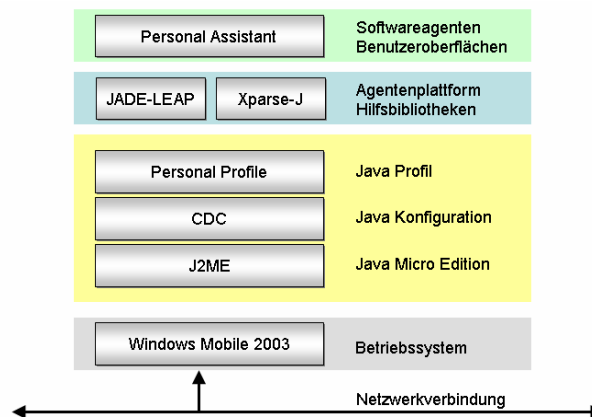 Personal Assistant
Softwareagenten
Benutzeroberflächen
JADE-LEAP
Xparse-J
Agentenplattform
Hilfsbibliotheken
Personal Profile
Java Profil
CDC
Java Konfiguration
J2ME
Java Micro Edition
Windows Mobile 2003
Betriebssystem
Netzwerkverbindung